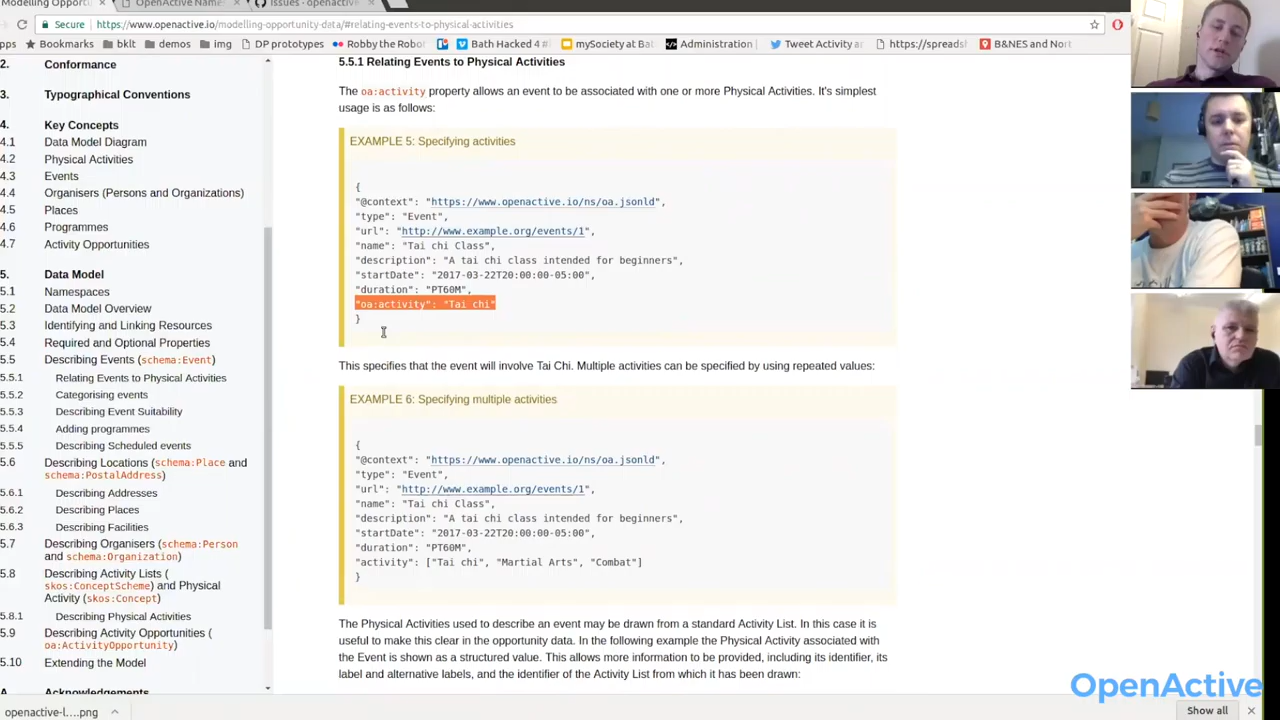 Modelling Opportu
OpenActive Names
Issues · openactive
Secure
https://www.openactive.io/modelling-opportunity-data/#relating-events-to-physical-activities
pps
Bookmarks
bklt
demos
img
DP prototypes
Robby the Robo
Bath Hacked 4
mySociety at Ba
Administration
Tweet Activity a
https://spreads
B&NES and Nort
2. Conformance
3. Typographical Conventions
4. Key Concepts
4.1 Data Model Diagram
4.2 Physical Activities
4.3 Events
4.4 Organisers (Persons and Organizations)
4.5 Places
4.6 Programmes
4.7 Activity Opportunities
5. Data Model
5.1 Namespaces
5.2 Data Model Overview
5.3 Identifying and Linking Resources
5.4 Required and Optional Properties
5.5 Describing Events (schema:Event)
5.5.1 Relating Events to Physical Activities
5.5.2 Categorising events
5.5.3 Describing Event Suitability
5.5.4 Adding programmes
5.5.5 Describing Scheduled events
5.6 Describing Locations (schema:Place and
schema:PostalAddress)
5.6.1 Describing Addresses
5.6.2 Describing Places
5.6.3 Describing Facilities
5.7 Describing Organisers (schema:Person
and schema:Organization)
5.8 Describing Activity Lists (
skos:ConceptScheme) and Physical
Activity (skos:Concept)
5.8.1 Describing Physical Activities
5.9 Describing Activity Opportunities (
oa:ActivityOpportunity)
5.10 Extending the Model
A. Acknowledgements
5.5.1 Relating Events to Physical Activities
The oa:activity property allows an event to be associated with one or more Physical Activities. It's simplest
usage is as follows:
EXAMPLE 5: Specifying activities
{
"@context": "https://www.openactive.io/ns/oa.jsonld",
"type": "Event",
"url": "http://www.example.org/events/1",
"name": "Tai chi Class",
"description": "A tai chi class intended for beginners",
"startDate": "2017-03-22T20:00:00-05:00",
"duration": "PT60M",
"oa:activity": "Tai chi"
}
This specifies that the event will involve Tai Chi. Multiple activities can be specified by using repeated values:
EXAMPLE 6: Specifying multiple activities
{
"@context": "https://www.openactive.io/ns/oa.jsonld",
"type": "Event",
"url": "http://www.example.org/events/1",
"name": "Tai chi Class",
"description": "A tai chi class intended for beginners",
"startDate": "2017-03-22T20:00:00-05:00",
"duration": "PT60M",
"activity": ["Tai chi", "Martial Arts", "Combat"]
}
The Physical Activities used to describe an event may be drawn from a standard Activity List. In this case it is
useful to make this clear in the opportunity data. In the following example the Physical Activity associated with
the Event is shown as a structured value. This allows more information to be provided, including its identifier, its
label and alternative labels, and the identifier of the Activity List from which it has been drawn:
OpenActive
openactive-l....png
Show all